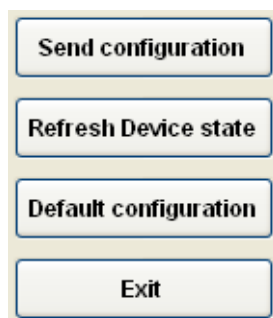 Send configuration
Refresh Device state
Default configuration
Exit